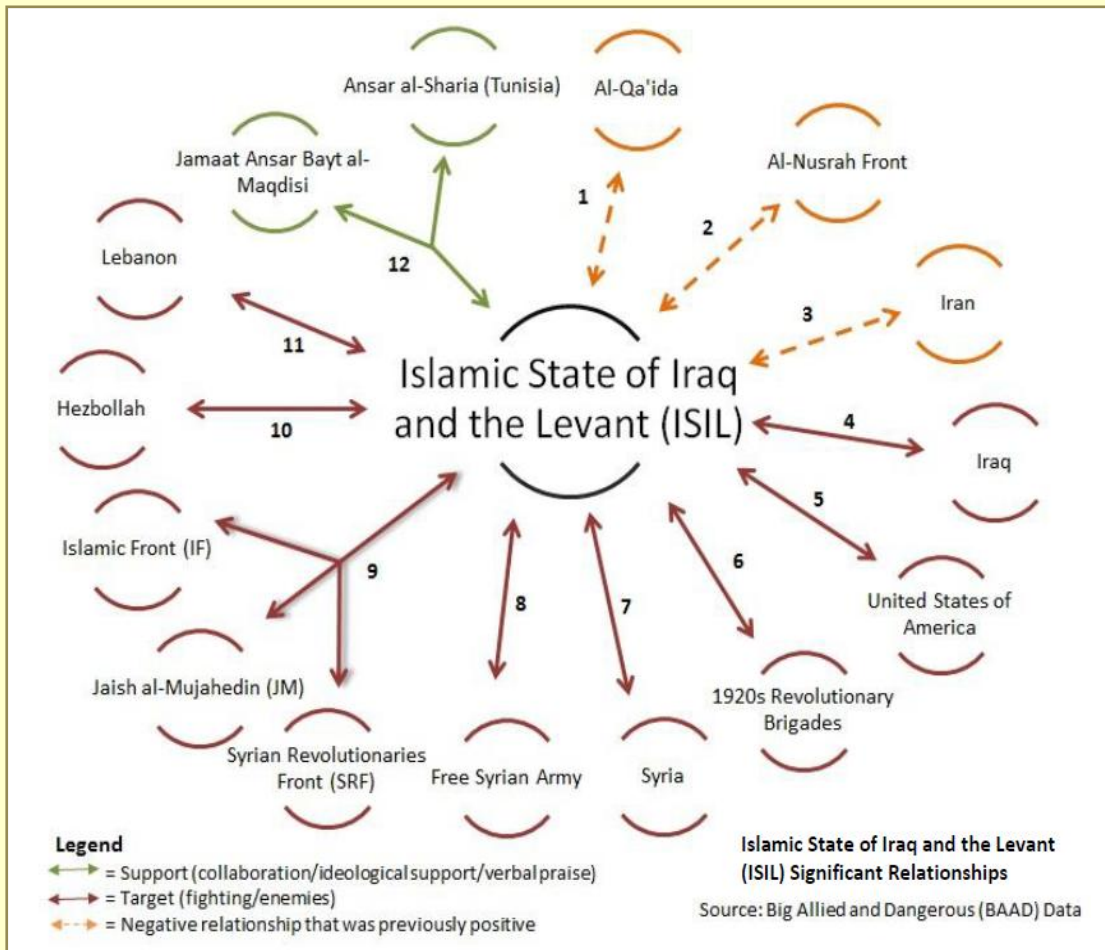 Ansar al-Sharia (Tunisia)
Al-Qa'ida
Jamaat Ansar Bayt al-
Maqdisi
Al-Nusrah Front
1
2
Lebanon
12
Iran
3
11
Islamic State of Iraq
and the Levant (ISIL)
Hezbollah
10
4
Iraq
5
Islamic Front (IF)
9
6
8
7
United States of
America
Jaish al-Mujahedin (JM)
1920s Revolutionary
Brigades
Syrian Revolutionaries
Front (SRF)
Free Syrian Army
Syria
Legend
= Support (collaboration/ideological support/verbal praise)
= Target (fighting/enemies)
= Negative relationship that was previously positive
Islamic State of Iraq and the Levant
(ISIL) Significant Relationships
Source: Big Allied and Dangerous (BAAD) Data